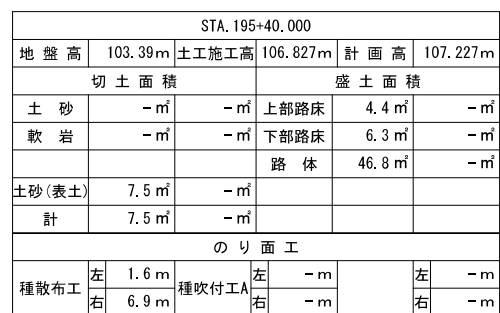 STA.195+40.000
地盤高 103.39m 土工施工高 106.827m 計画高 107.227m
切土面積 盛土面積
土砂 －㎡ －㎡ 上部路床 4.4㎡ －㎡
軟岩 －㎡ －㎡ 下部路床 6.3㎡ －㎡
路体 46.8㎡ －㎡
土砂(表土) 7.5㎡ －㎡
計 7.5㎡ －㎡
のり面工
種散布工 左 1.6m 種吹付工A 左 －m 左 －m
右 6.9m 右 －m 右 －m